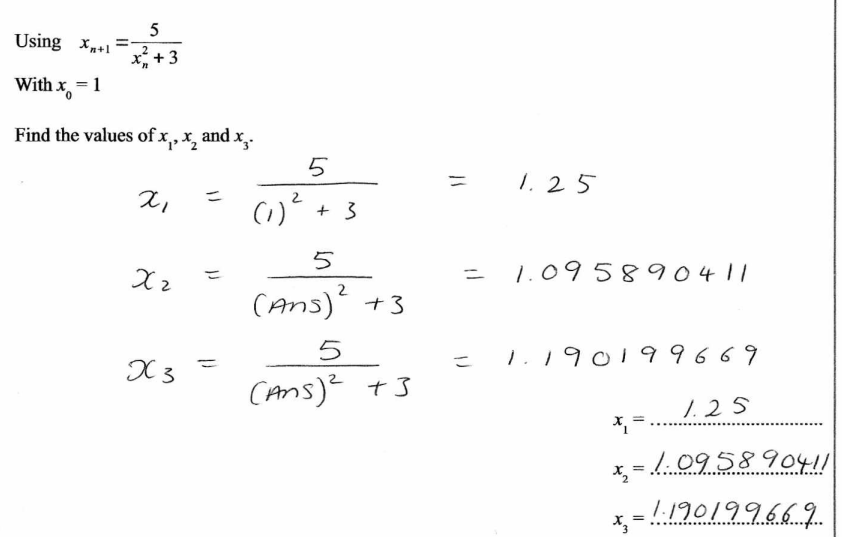 Using x_{n+1} = 5/(x_n^2 + 3)
With x_0 = 1
Find the values of x_1, x_2 and x_3.
x_1 = 5/((1)^2 + 3) = 1.25
x_2 = 5/((Ans)^2 + 3) = 1.095890411
x_3 = 5/((Ans)^2 + 3) = 1.190199669
x_1 = 1.25
x_2 = 1.095890411
x_3 = 1.190199669